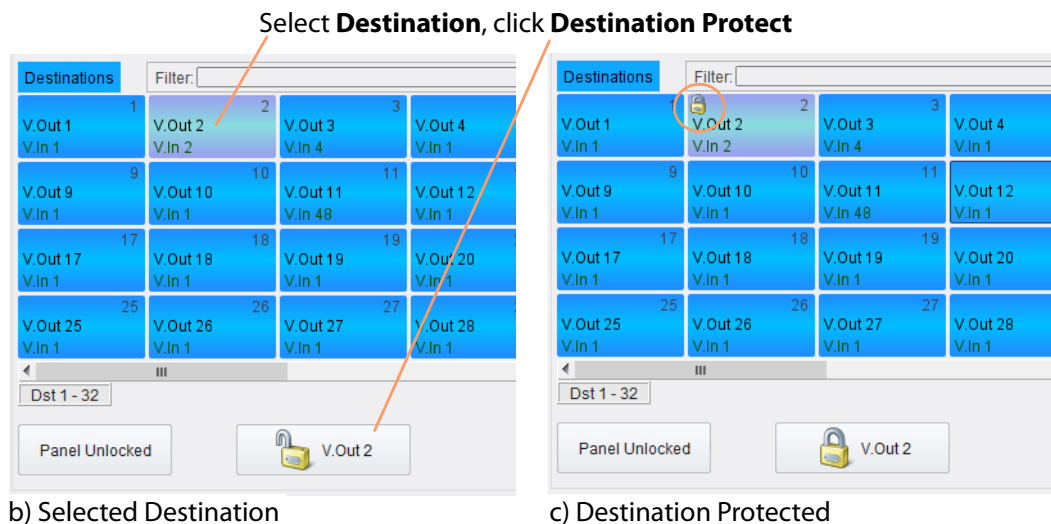 Select Destination, click Destination Protect
Destinations
Filter:
1
2
3
V.Out 1
V.Out 2
V.Out 3
V.Out 4
V.In 1
V.In 2
V.In 4
V.In 1
9
10
11
V.Out 9
V.Out 10
V.Out 11
V.Out 12
V.In 1
V.In 1
V.In 48
V.In 1
17
18
19
V.Out 17
V.Out 18
V.Out 19
V.Out 20
V.In 1
V.In 1
V.In 1
V.In 1
25
26
27
V.Out 25
V.Out 26
V.Out 27
V.Out 28
V.In 1
V.In 1
V.In 1
V.In 1
Dst 1 - 32
Panel Unlocked
V.Out 2
b) Selected Destination
Destinations
Filter:
1
2
3
V.Out 1
V.Out 2
V.Out 3
V.Out 4
V.In 1
V.In 2
V.In 4
V.In 1
9
10
11
V.Out 9
V.Out 10
V.Out 11
V.Out 12
V.In 1
V.In 1
V.In 48
V.In 1
17
18
19
V.Out 17
V.Out 18
V.Out 19
V.Out 20
V.In 1
V.In 1
V.In 1
V.In 1
25
26
27
V.Out 25
V.Out 26
V.Out 27
V.Out 28
V.In 1
V.In 1
V.In 1
V.In 1
Dst 1 - 32
Panel Unlocked
V.Out 2
c) Destination Protected